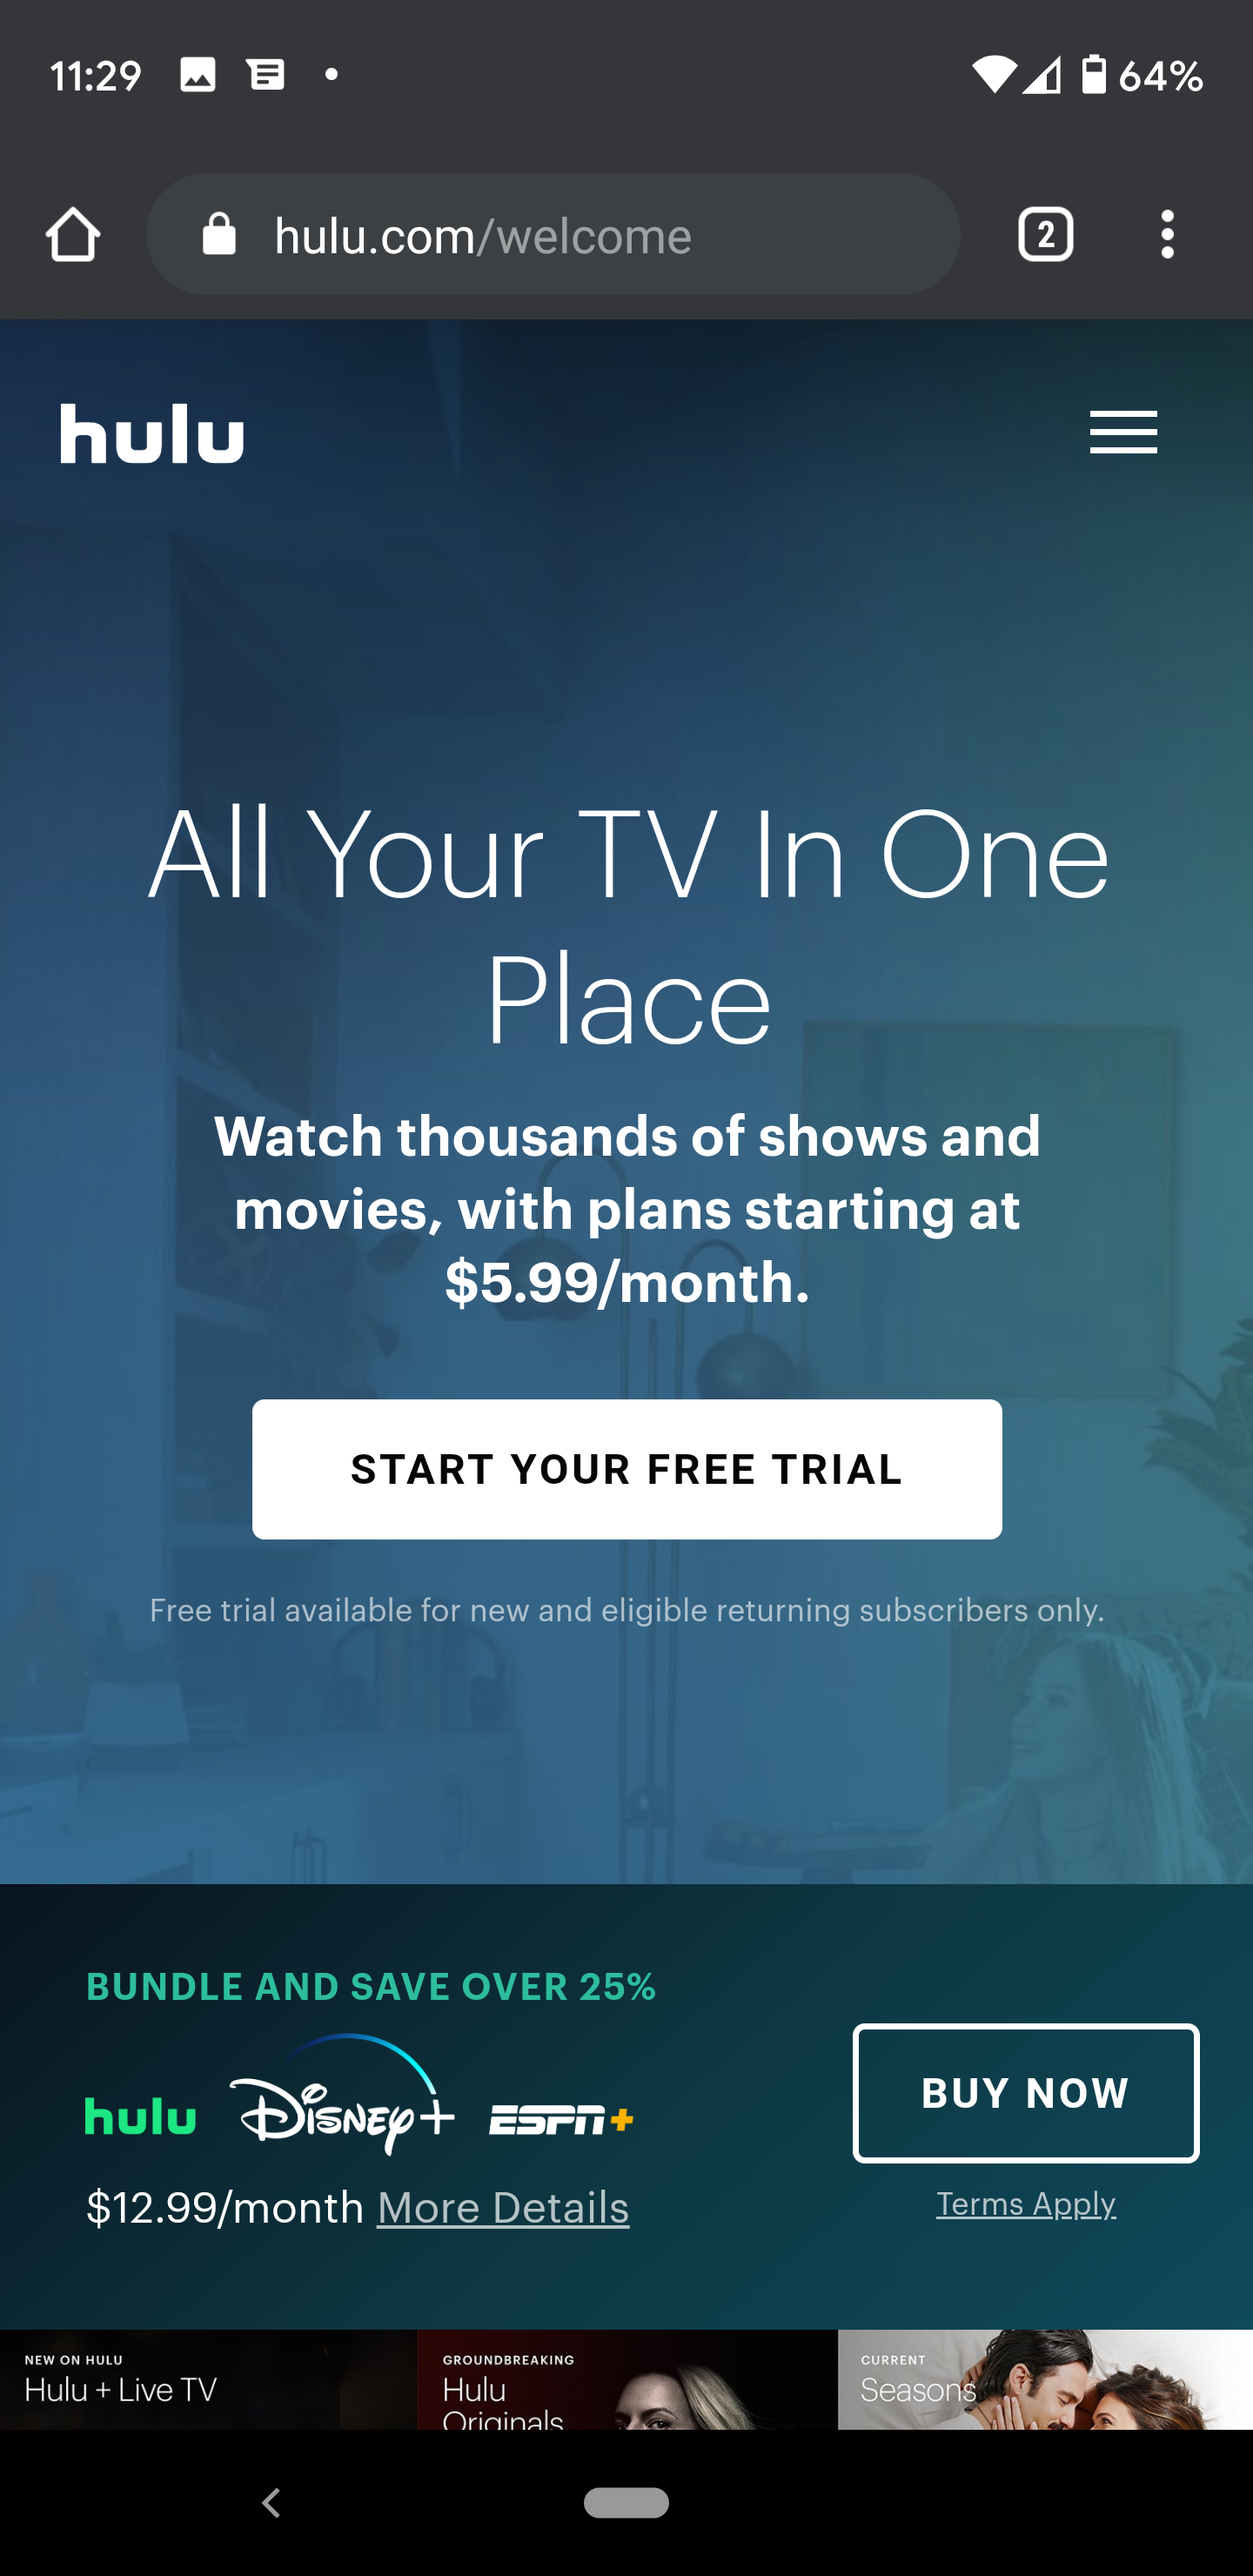 11:29
64%
hulu.com/welcome
2
hulu
All Your TV In One
Place
Watch thousands of shows and
movies, with plans starting at
$5.99/month.
START YOUR FREE TRIAL
Free trial available for new and eligible returning subscribers only.
BUNDLE AND SAVE OVER 25%
hulu Disney+ ESPN+
$12.99/month More Details
BUY NOW
Terms Apply
NEW ON HULU
Hulu + Live TV
GROUNDBREAKING
Hulu
Originals
CURRENT
Seasons